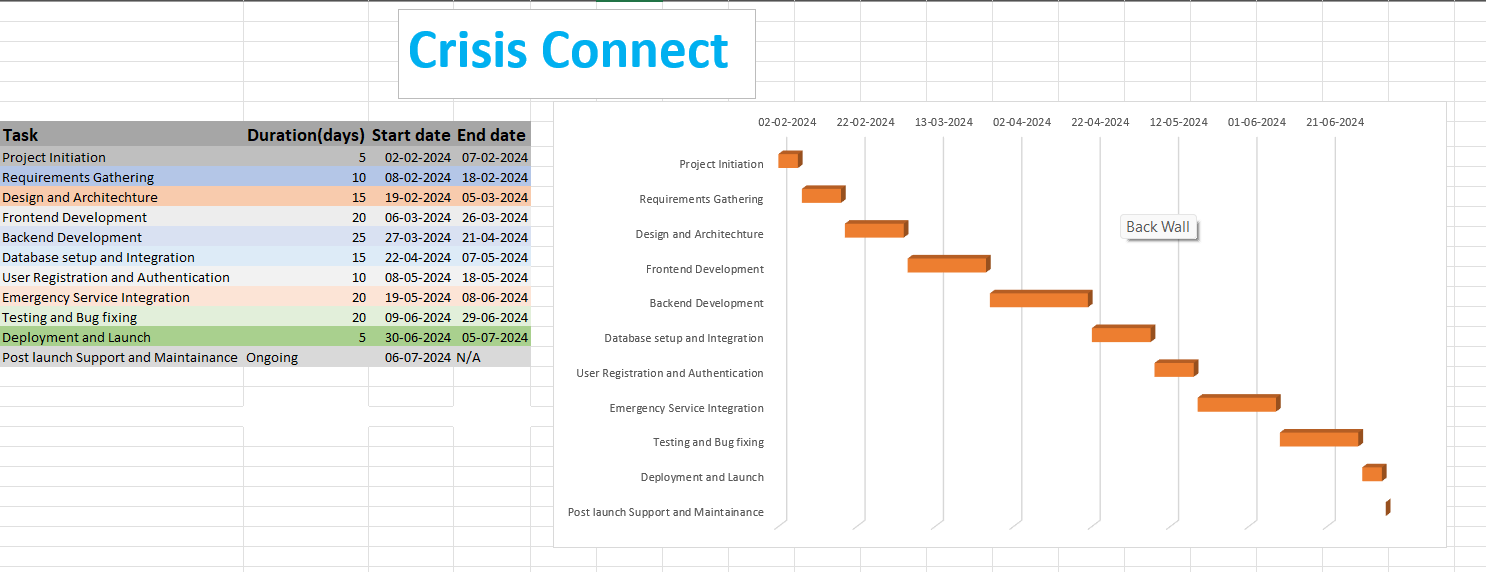 Crisis Connect
Task Duration(days) Start date End date
Project Initiation 5 02-02-2024 07-02-2024
Requirements Gathering 10 08-02-2024 18-02-2024
Design and Architechture 15 19-02-2024 05-03-2024
Frontend Development 20 06-03-2024 26-03-2024
Backend Development 25 27-03-2024 21-04-2024
Database setup and Integration 15 22-04-2024 07-05-2024
User Registration and Authentication 10 08-05-2024 18-05-2024
Emergency Service Integration 20 19-05-2024 08-06-2024
Testing and Bug fixing 20 09-06-2024 29-06-2024
Deployment and Launch 5 30-06-2024 05-07-2024
Post launch Support and Maintainance Ongoing 06-07-2024 N/A
02-02-2024 22-02-2024 13-03-2024 02-04-2024 22-04-2024 12-05-2024 01-06-2024 21-06-2024
Project Initiation
Requirements Gathering
Design and Architechture
Frontend Development
Backend Development
Database setup and Integration
User Registration and Authentication
Emergency Service Integration
Testing and Bug fixing
Deployment and Launch
Post launch Support and Maintainance
Back Wall